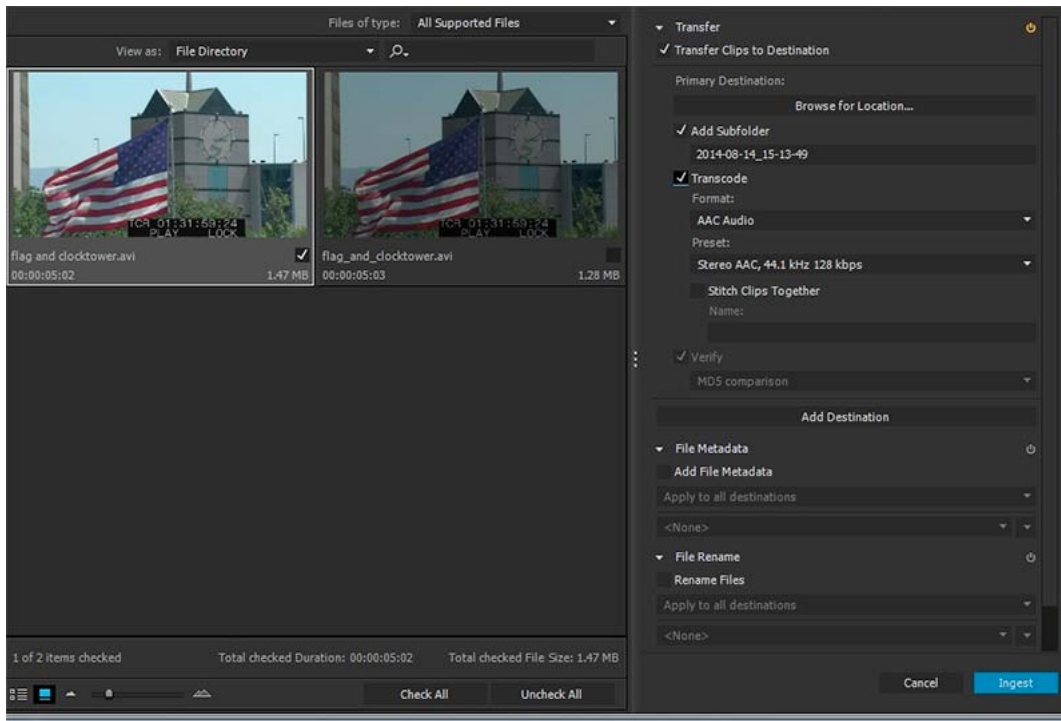 Files of type: All Supported Files
View as: File Directory
TCR 01:31:59:24
PLAY LOCK
flag and clocktower.avi
00:00:05:02 1.47 MB
TCR 01:31:59:24
PLAY LOCK
flag_and_clocktower.avi
00:00:05:03 1.28 MB
1 of 2 items checked Total checked Duration: 00:00:05:02 Total checked File Size: 1.47 MB
Check All Uncheck All
Transfer
Transfer Clips to Destination
Primary Destination:
Browse for Location...
Add Subfolder
2014-08-14_15-13-49
Transcode
Format:
AAC Audio
Preset:
Stereo AAC, 44.1 kHz 128 kbps
Stitch Clips Together
Name:
Verify
MD5 comparison
Add Destination
File Metadata
Add File Metadata
Apply to all destinations
<None>
File Rename
Rename Files
Apply to all destinations
<None>
Cancel Ingest